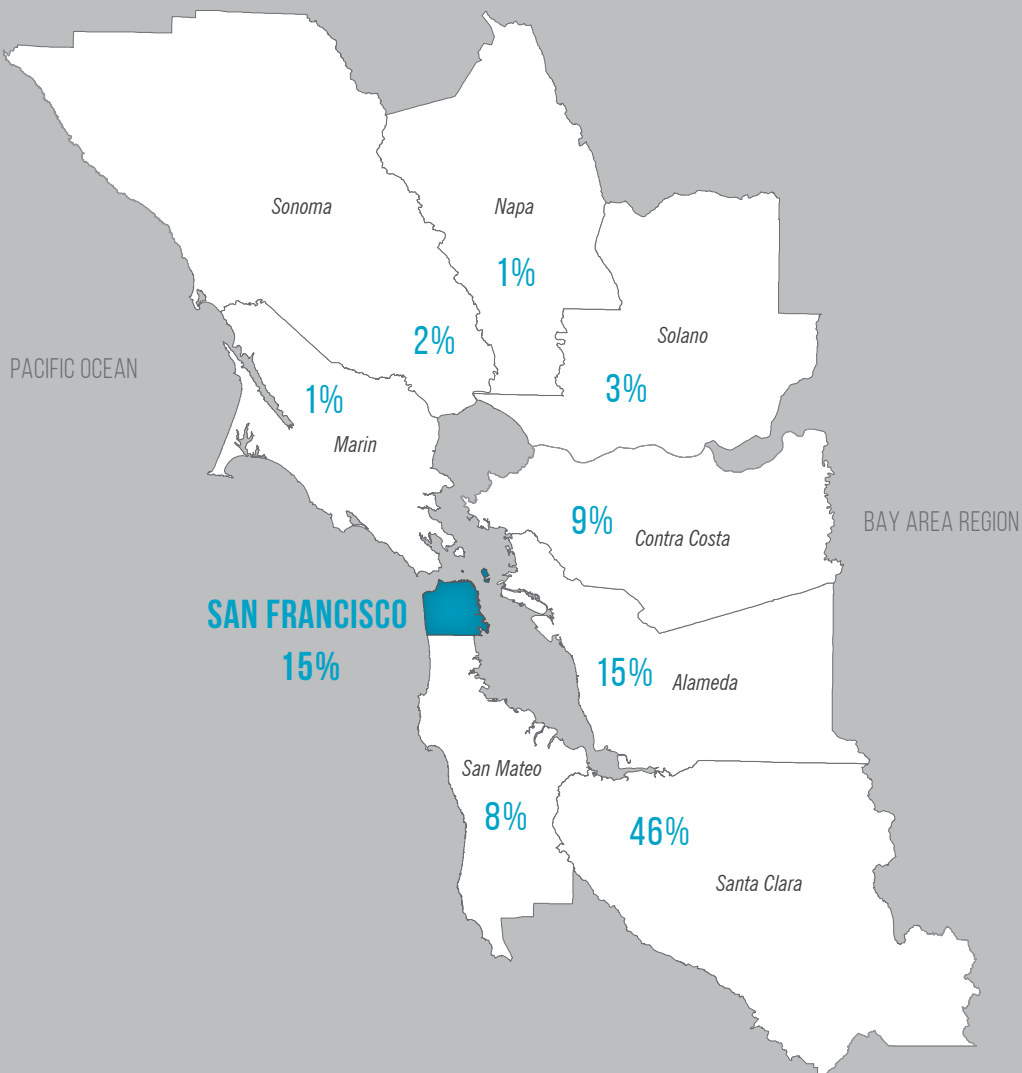 Sonoma
Napa
1%
2%
Solano
3%
PACIFIC OCEAN
1%
Marin
9%
Contra Costa
BAY AREA REGION
SAN FRANCISCO
15%
15%
Alameda
San Mateo
8%
46%
Santa Clara